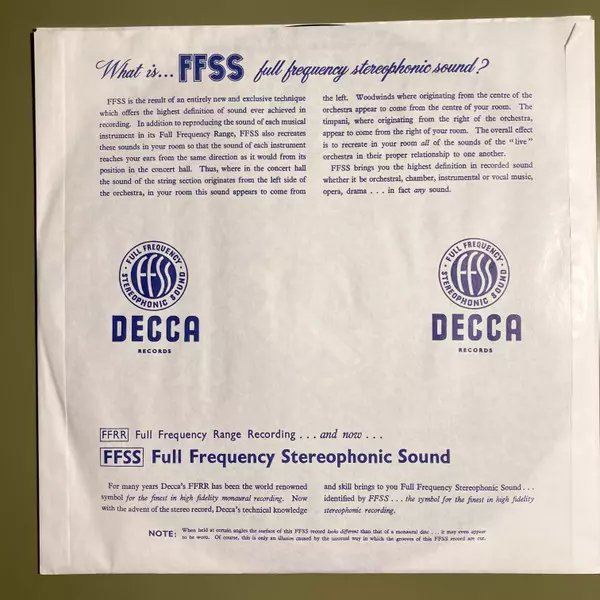 What is... FFSS full frequency stereophonic sound?
FFSS is the result of an entirely new and exclusive technique
which offers the highest definition of sound ever achieved in
recording. In addition to reproducing the sound of each musical
instrument in its Full Frequency Range, FFSS also recreates
these sounds in your room so that the sound of each instrument
reaches your ears from the same direction as it would from its
position in the concert hall. Thus, where in the concert hall
the sound of the string section originates from the left side of
the orchestra, in your room this sound appears to come from
the left. Woodwinds where originating from the centre of the
orchestra appear to come from the centre of your room. The
timpani, where originating from the right of the orchestra,
appear to come from the right of your room. The overall effect
is to recreate in your room all of the sounds of the "live"
orchestra in their proper relationship to one another.
FFSS brings you the highest definition in recorded sound
whether it be orchestral, chamber, instrumental or vocal music,
opera, drama . . . in fact any sound.
FULL FREQUENCY
FFSS
STEREOPHONIC SOUND
DECCA
RECORDS
FULL FREQUENCY
FFSS
STEREOPHONIC SOUND
DECCA
RECORDS
FFRR Full Frequency Range Recording . . . and now . . .
FFSS Full Frequency Stereophonic Sound
For many years Decca's FFRR has been the world renowned
symbol for the finest in high fidelity monaural recording. Now
with the advent of the stereo record, Decca's technical knowledge
and skill brings to you Full Frequency Stereophonic Sound . . .
identified by FFSS . . . the symbol for the finest in high fidelity
stereophonic recording.
NOTE: When held at certain angles the surface of this FFSS record looks different than that of a monaural disc . . . it may even appear
to be worn. Of course, this is only an illusion caused by the unusual way in which the grooves of this FFSS record are cut.